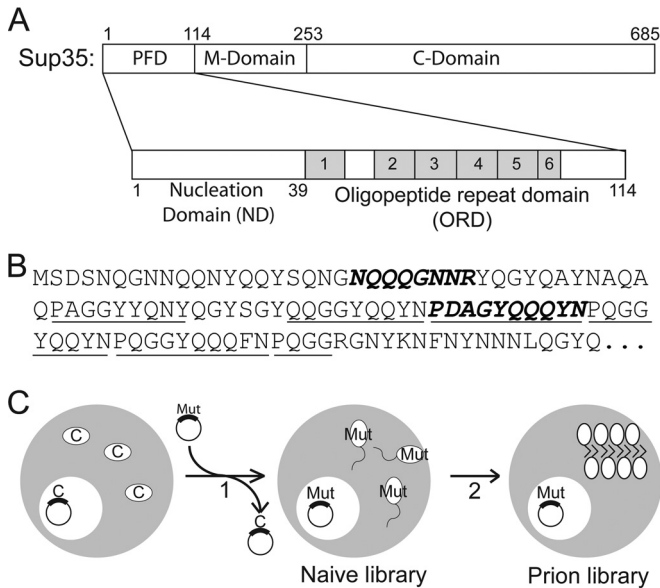 A
1 114 253 685
Sup35: PFD M-Domain C-Domain
1 2 3 4 5 6
1 Nucleation Domain (ND) 39 Oligopeptide repeat domain (ORD) 114
B
MSDSNQGNNQQNYQQYSQNGNQQQGNNRYQGYQAYNAQA
QPAGGYYQNYQGYSGYQQGGYQQYNPDAGYQQQYNPQGG
YQQYNPQGGYQQQFNPQGGRGNYKNFNYNNNLQGYQ...
C
C C C C
Mut
1
C
Mut Mut Mut Mut
2
Mut
Naive library
Prion library